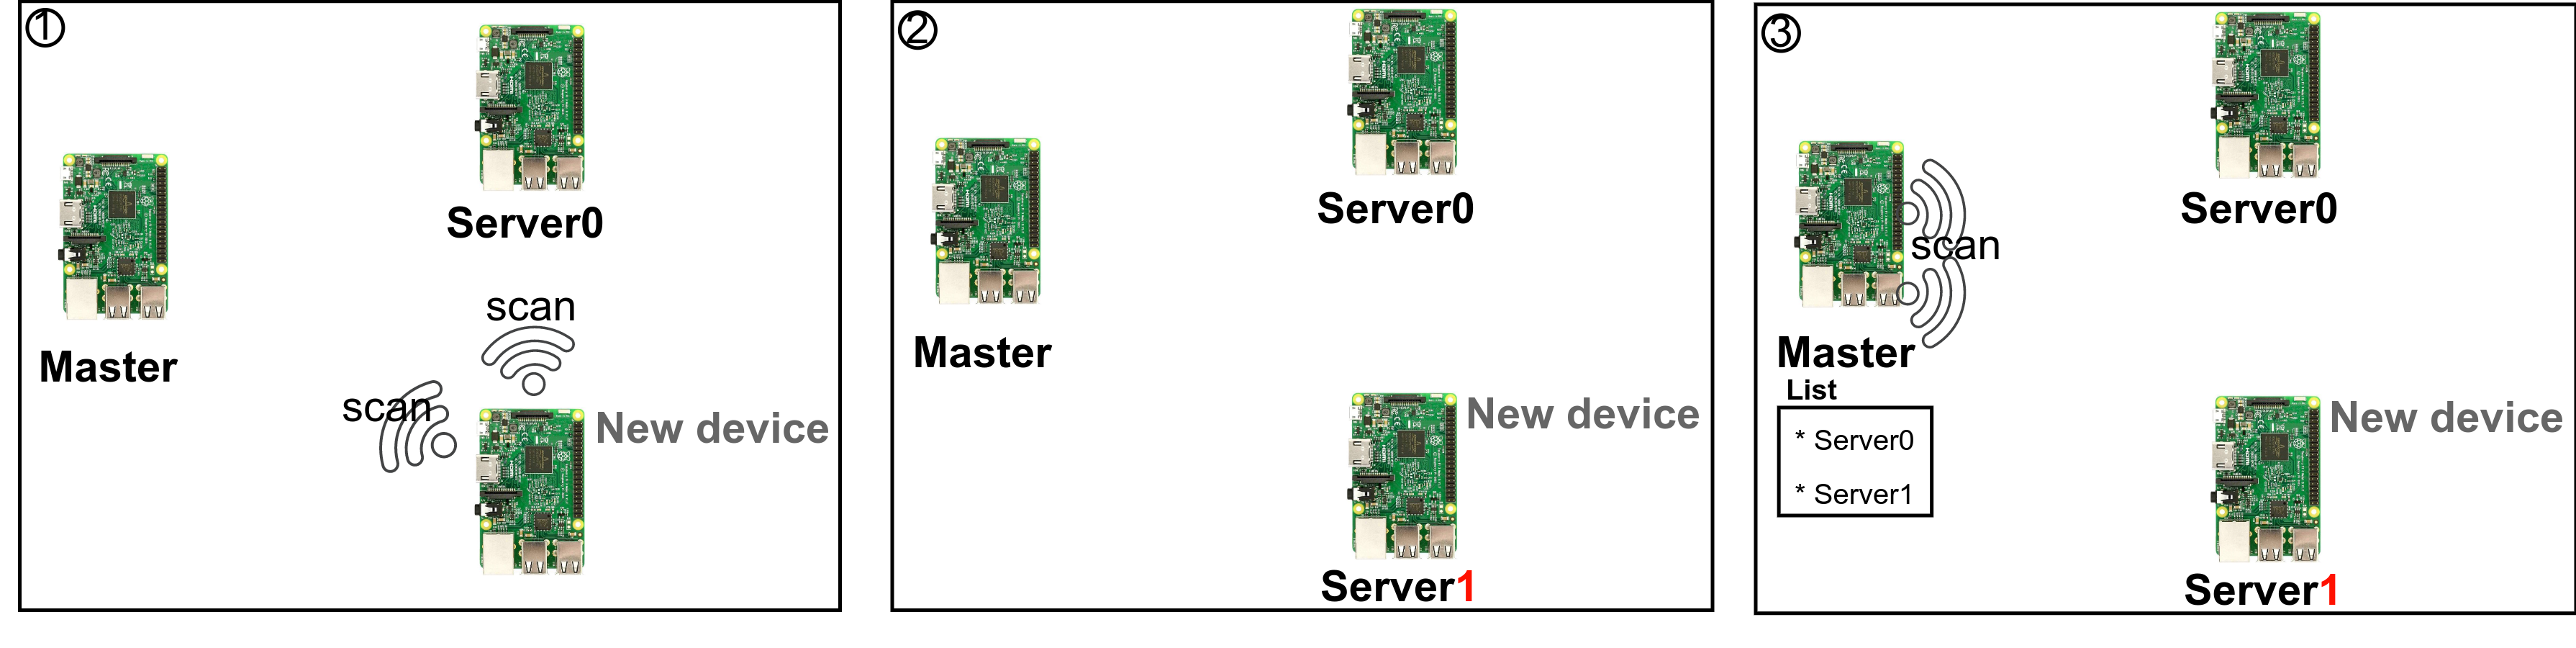 ①
Server0
Master
scan
scan
New device
②
Server0
Master
New device
Server1
③
Server0
scan
Master
List
* Server0
* Server1
New device
Server1